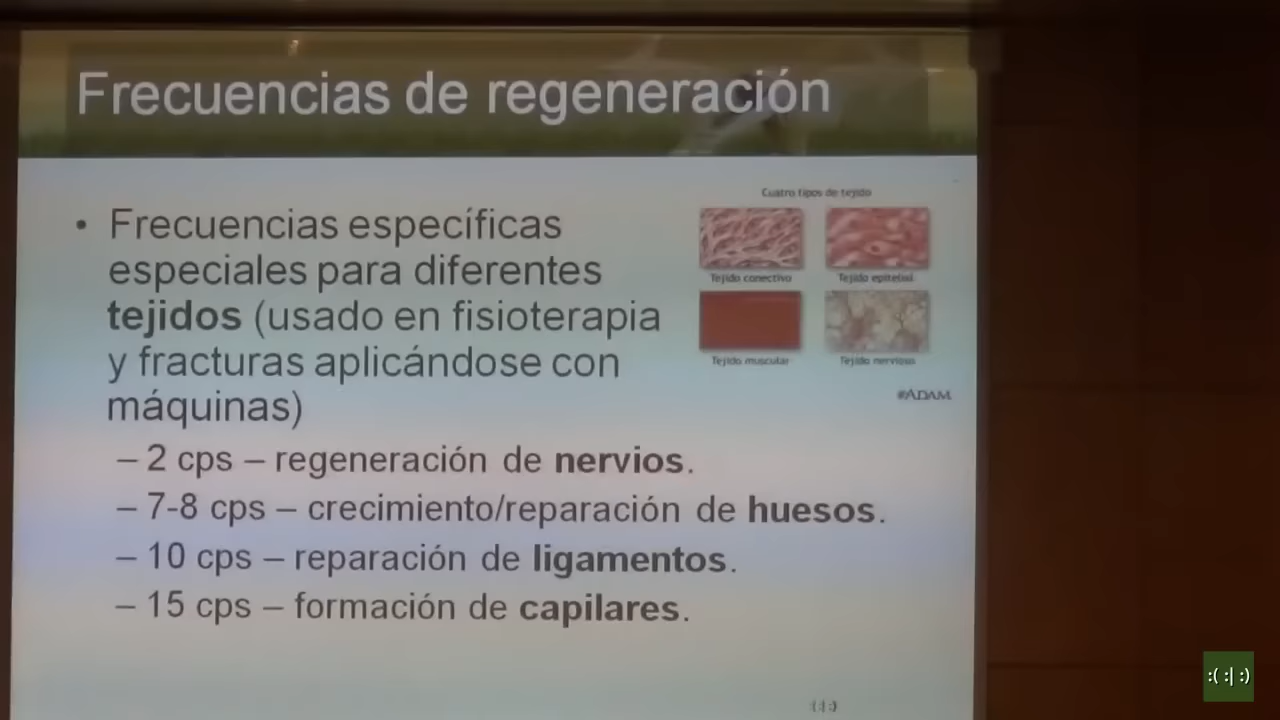 Frecuencias de regeneración
• Frecuencias específicas
especiales para diferentes
tejidos (usado en fisioterapia
y fracturas aplicándose con
máquinas)
– 2 cps – regeneración de nervios.
– 7-8 cps – crecimiento/reparación de huesos.
– 10 cps – reparación de ligamentos.
– 15 cps – formación de capilares.
Cuatro tipos de tejido
Tejido conectivo
Tejido epitelial
Tejido muscular
Tejido nervioso
ADAM
:( :| :)